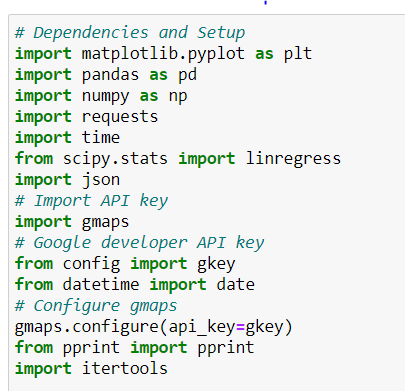 # Dependencies and Setup
import matplotlib.pyplot as plt
import pandas as pd
import numpy as np
import requests
import time
from scipy.stats import linregress
import json
# Import API key
import gmaps
# Google developer API key
from config import gkey
from datetime import date
# Configure gmaps
gmaps.configure(api_key=gkey)
from pprint import pprint
import itertools